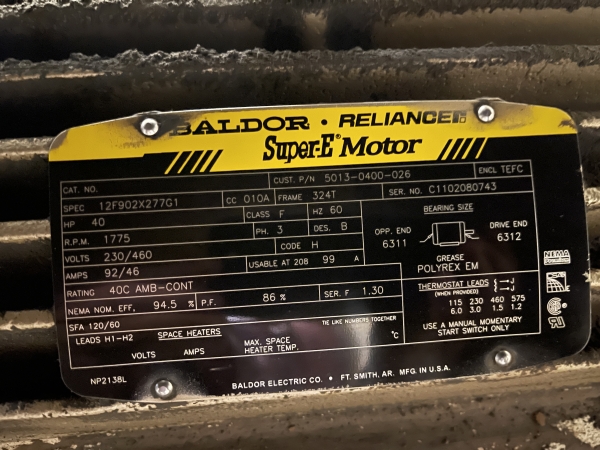 BALDOR • RELIANCER
Super-E® Motor
CAT. NO. CUST. P/N 5013-0400-026 ENCL TEFC
SPEC 12F902X277G1 CC 010A FRAME 324T SER. NO. C1102080743
HP 40 CLASS F HZ 60 BEARING SIZE
R.P.M. 1775 PH. 3 DES. B OPP. END 6311 DRIVE END 6312
VOLTS 230/460 CODE H
AMPS 92/46 USABLE AT 208 99 A GREASE POLYREX EM
RATING 40C AMB-CONT THERMOSTAT LEADS
(WHEN PROVIDED)
NEMA NOM. EFF. 94.5 % P.F. 86 % SER. F 1.30 115 230 460 575
6.0 3.0 1.5 1.2
SFA 120/60 TIE LIKE NUMBERS TOGETHER
LEADS H1-H2 SPACE HEATERS USE A MANUAL MOMENTARY
START SWITCH ONLY
VOLTS AMPS MAX. SPACE HEATER TEMP. °C
NP2138L BALDOR ELECTRIC CO. • FT. SMITH, AR. MFG. IN U.S.A.
NEMA